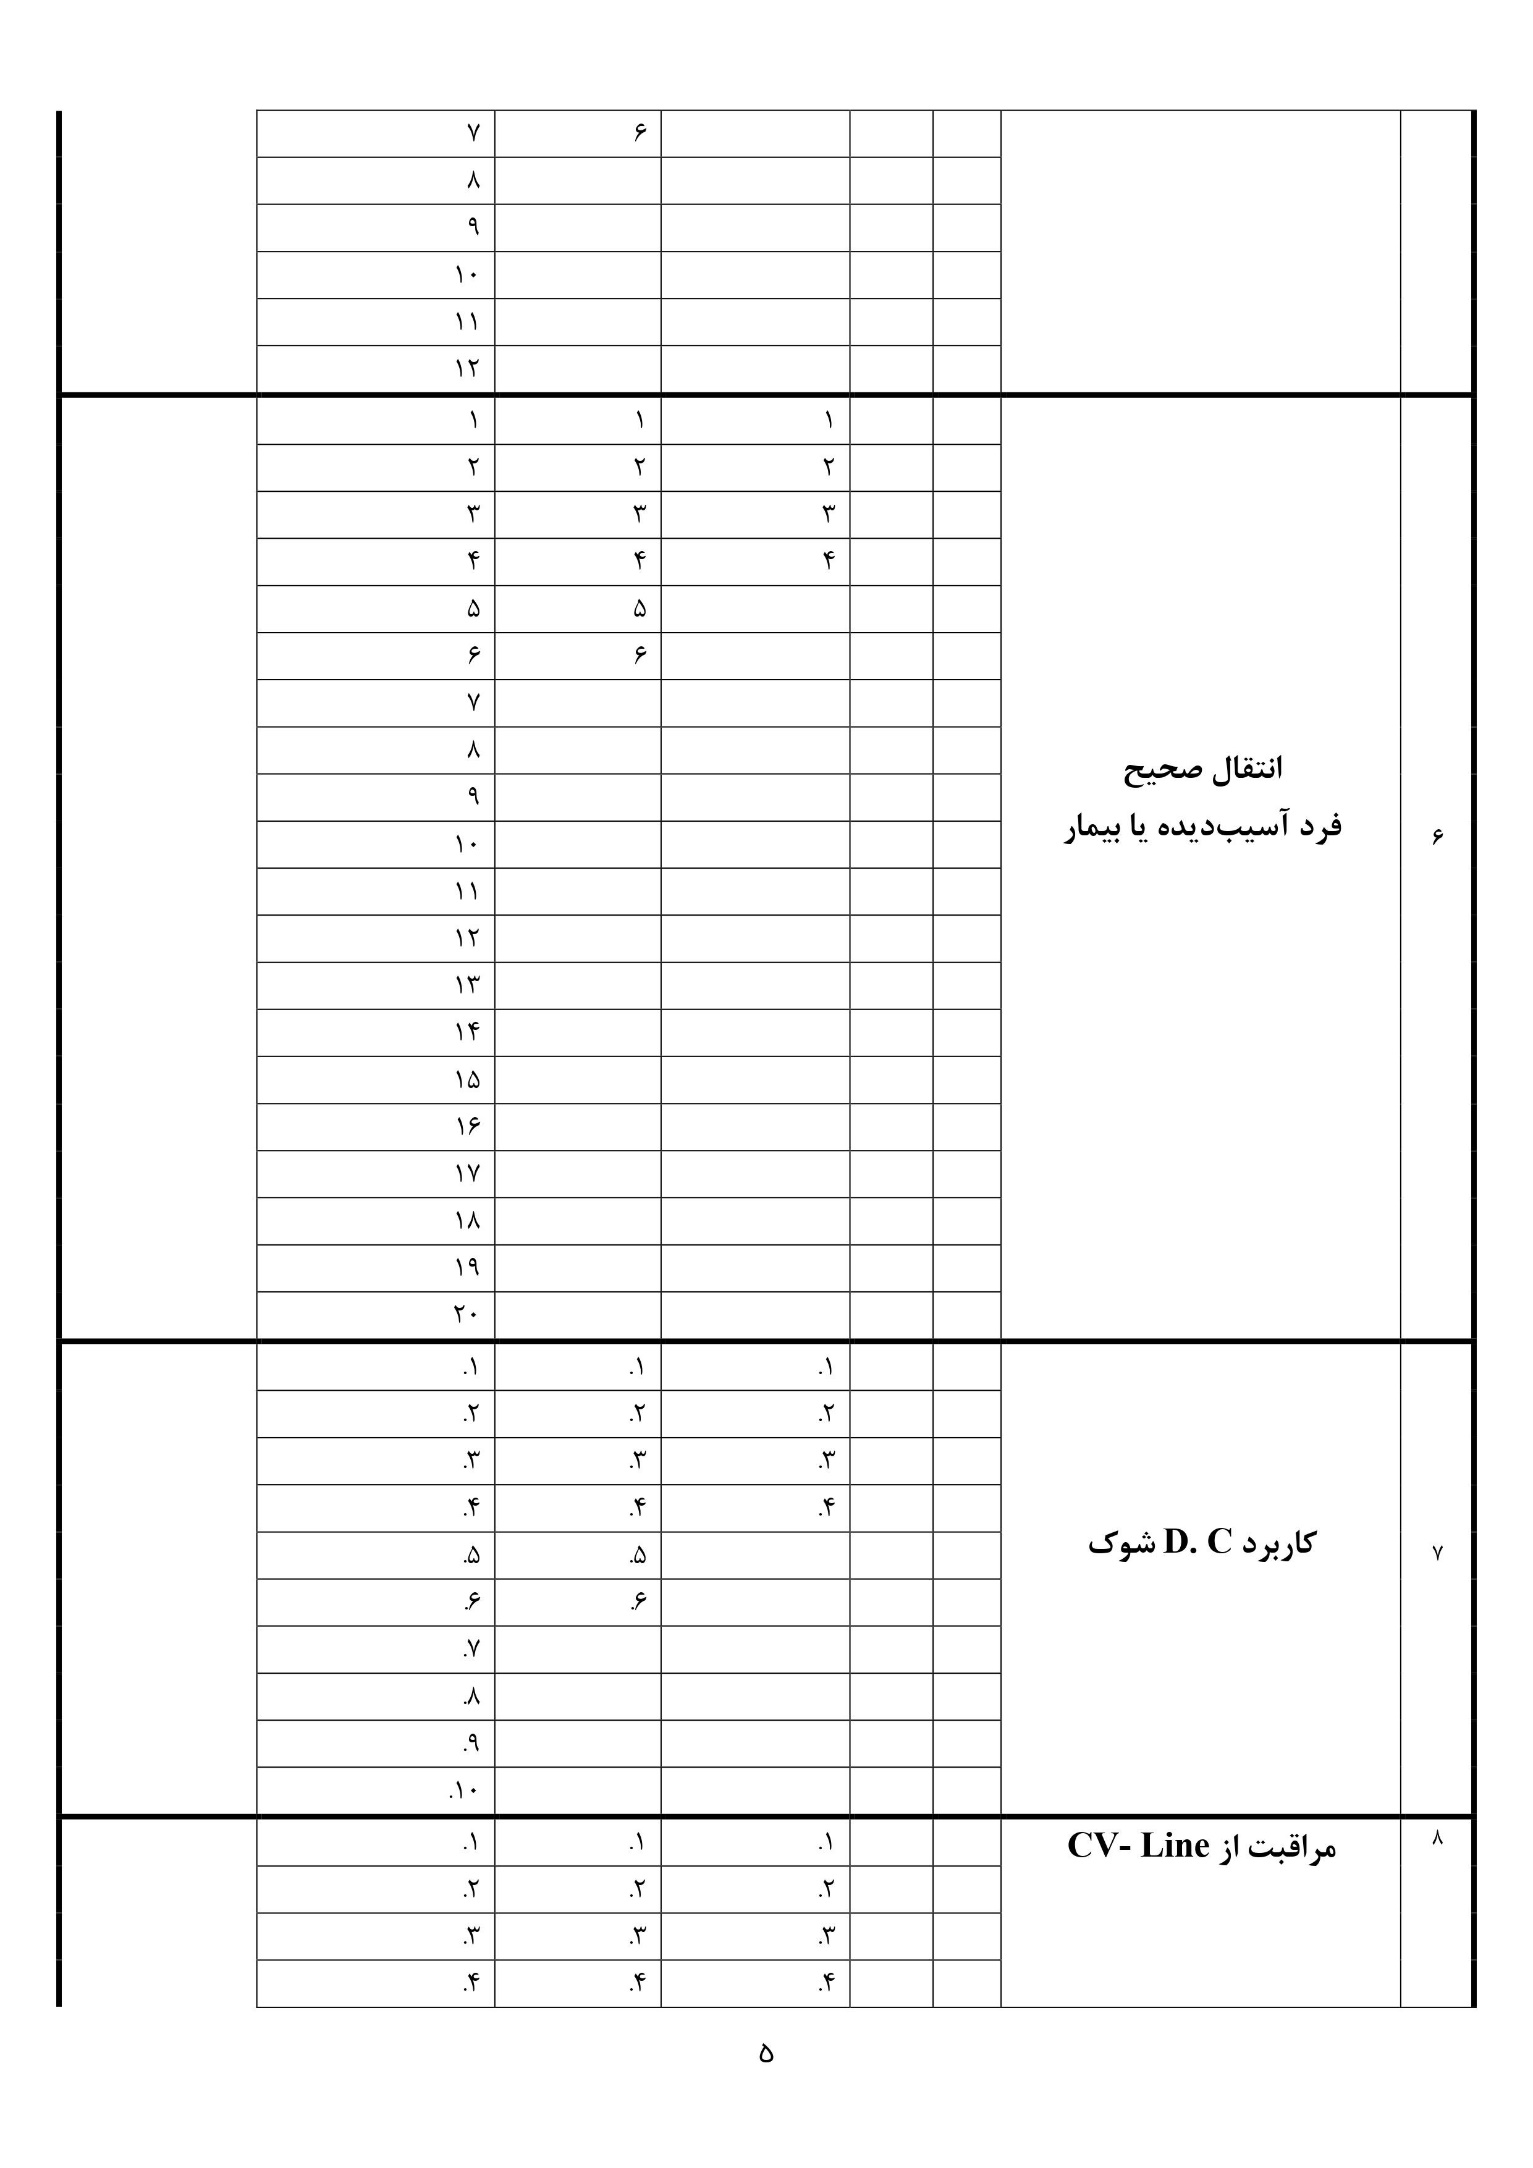 ۶ ۷
۸
۹
۱۰
۱۱
۱۲
۶
انتقال صحیح
فرد آسیب‌دیده یا بیمار
۱ ۱ ۱
۲ ۲ ۲
۳ ۳ ۳
۴ ۴ ۴
۵ ۵
۶ ۶
۷
۸
۹
۱۰
۱۱
۱۲
۱۳
۱۴
۱۵
۱۶
۱۷
۱۸
۱۹
۲۰
۷
کاربرد D. C شوک
۱. ۱. ۱.
۲. ۲. ۲.
۳. ۳. ۳.
۴. ۴. ۴.
۵. ۵.
۶. ۶.
۷.
۸.
۹.
۱۰.
۸
مراقبت از CV- Line
۱. ۱. ۱.
۲. ۲. ۲.
۳. ۳. ۳.
۴. ۴. ۴.
۵